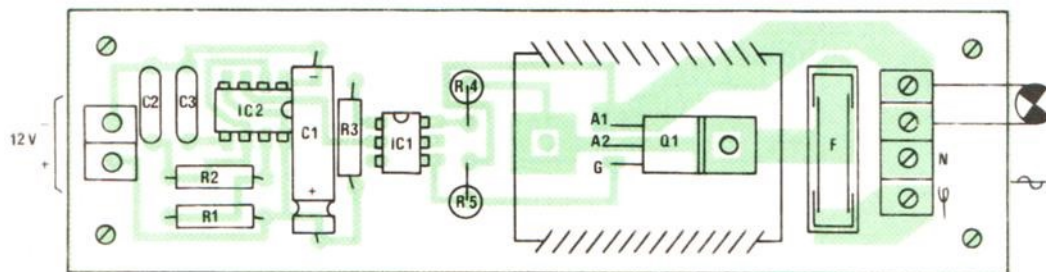 12 V
−
+
C2
C3
IC2
R2
R1
−
C1
+
R3
IC1
R4
R5
A1
A2
G
Q1
F
N
φ